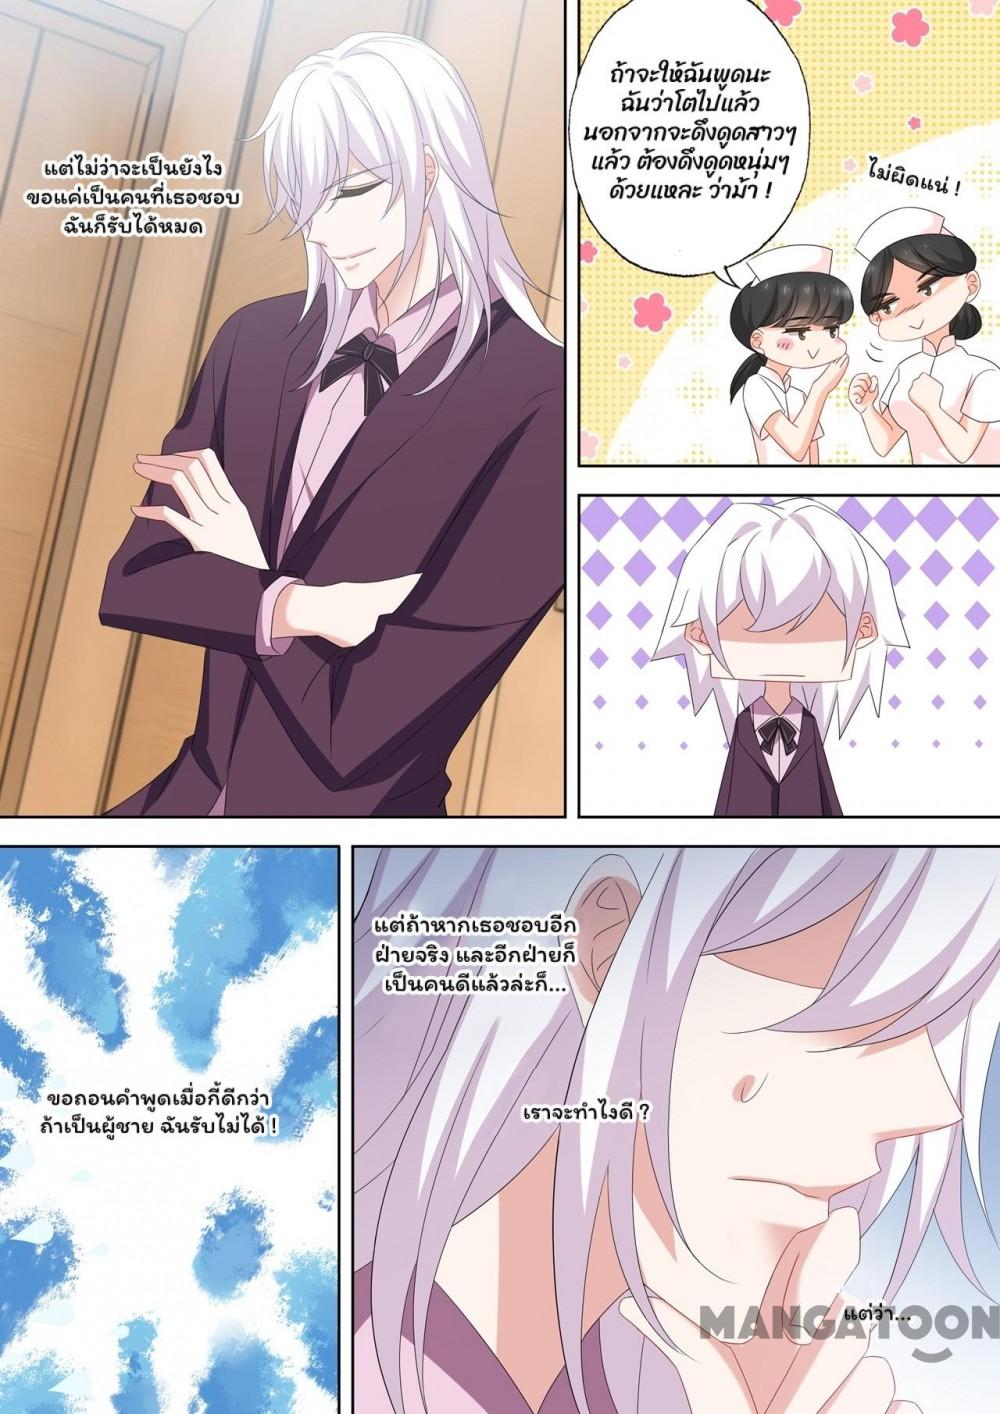 แต่ไม่ว่าจะเป็นยังไง
ขอแค่เป็นคนที่เธอชอบ
ฉันก็รับได้หมด
ถ้าจะให้ฉันพูดนะ
ฉันว่าโตไปแล้ว
นอกจากจะดึงดูดสาวๆ
แล้ว ต้องดึงดูดหนุ่มๆ
ด้วยแหละ ว่าม้า !
ไม่ผิดแน่ !
ขอถอนคำพูดเมื่อกี้ดีกว่า
ถ้าเป็นผู้ชาย ฉันรับไม่ได้ !
แต่ถ้าหากเธอชอบอีก
ฝ่ายจริง และอีกฝ่ายก็
เป็นคนดีแล้วล่ะก็...
เราจะทำไงดี ?
แต่ว่า...
MANGATOON